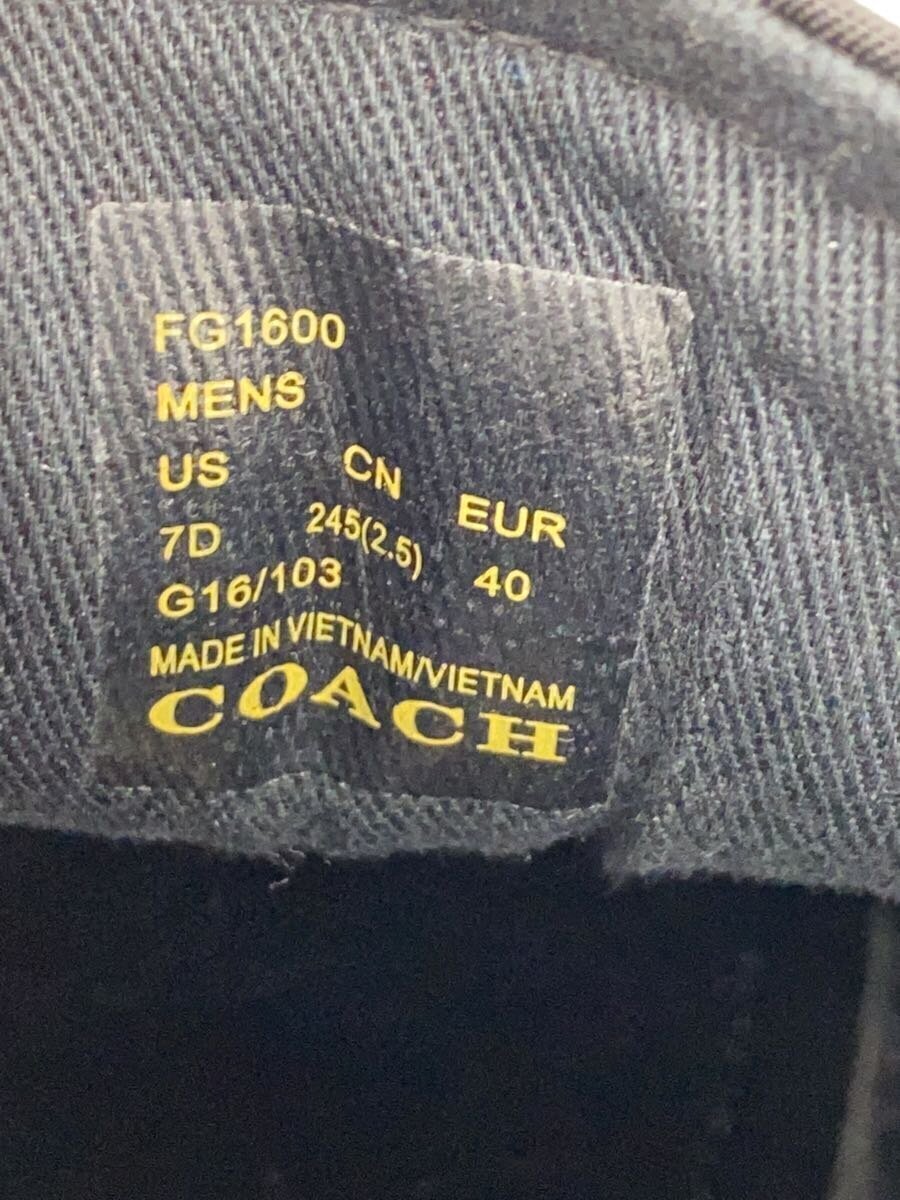 FG1600
MENS
US CN EUR
7D 245(2.5) 40
G16/103
MADE IN VIETNAM/VIETNAM
COACH